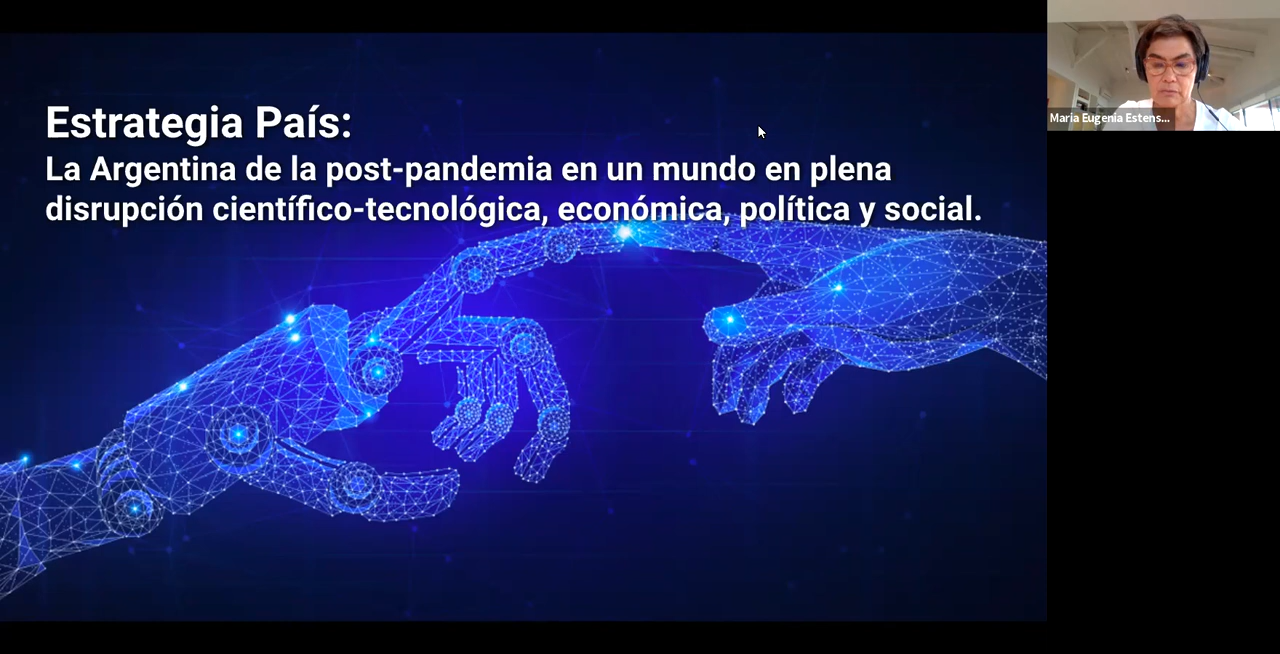 Estrategia País:
La Argentina de la post-pandemia en un mundo en plena
disrupción científico-tecnológica, económica, política y social.
María Eugenia Estens...